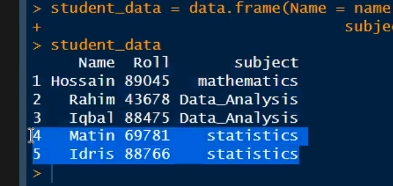 > student_data = data.frame(Name = name
+ subje
> student_data
Name Roll subject
1 Hossain 89045 mathematics
2 Rahim 43678 Data_Analysis
3 Iqbal 88475 Data_Analysis
4 Matin 69781 statistics
5 Idris 88766 statistics
>